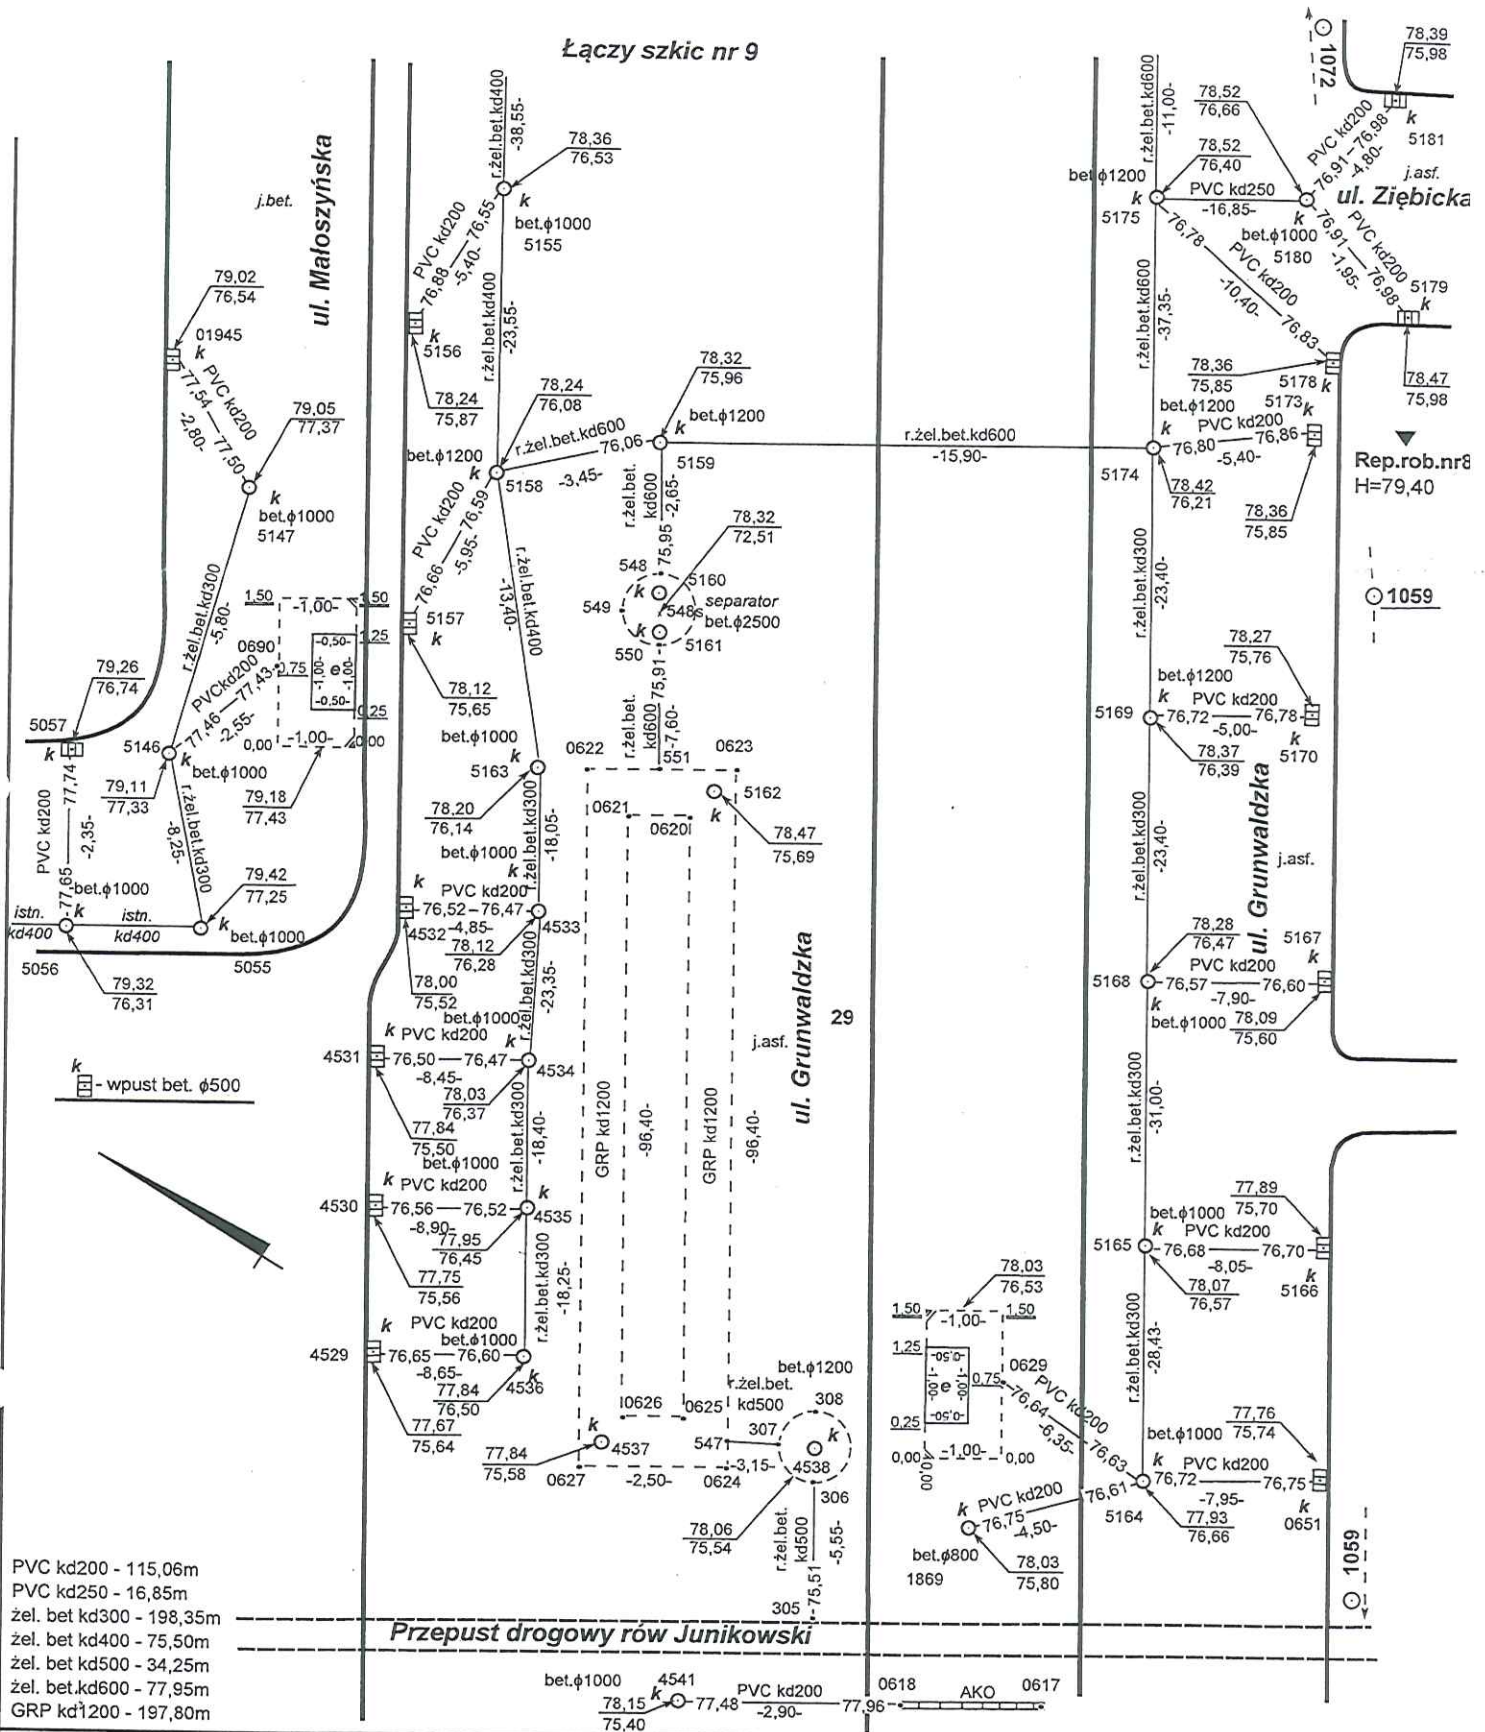 Łączy szkic nr 9
ul. Małoszyńska
j.bet.
79,02
76,54
01945
k
PVC kd200
77,54 — 77,50
-2,80-
79,05
77,37
k
bet.ϕ1000
5147
r.żel.bet.kd300
-5,80-
0690
PVCkd200
77,46 — 77,43
-2,55-
1,50
-1,00-
1,50
1,25
-0,50-
0,75
-1,00-
e
-1,00-
-0,50-
0,25
0,00
-1,00-
0,00
79,26
76,74
5057
k
5146
k
bet.ϕ1000
79,11
77,33
79,18
77,43
PVC kd200
77,65 — 77,74
-2,35-
r.żel.bet.kd300
-8,25-
79,42
77,25
bet.ϕ1000
istn.
kd400
k
istn.
kd400
k
bet.ϕ1000
5056
5055
79,32
76,31
k
- wpust bet. ϕ500
r.żel.bet.kd400
-38,55-
78,36
76,53
k
bet.ϕ1000
5155
PVC kd200
76,88 — 76,55
-5,40-
r.żel.bet.kd400
-23,55-
k
5156
78,24
75,87
78,24
76,08
bet.ϕ1200
k
5158
r.żel.bet.kd600
76,06
-3,45-
78,32
75,96
k
bet.ϕ1200
5159
r.żel.bet.kd600
-15,90-
PVC kd200
76,66 — 76,59
-5,95-
5157
k
78,12
75,65
r.żel.bet.kd400
-13,40-
r.żel.bet.
kd600
-2,65-
75,95
78,32
72,51
548
5160
k
549
548s
separator
bet.ϕ2500
k
5161
550
75,91
r.żel.bet.
kd600
-7,60-
551
0622
0623
bet.ϕ1000
k
5163
78,20
76,14
r.żel.bet.kd300
-18,05-
0621
0620
5162
k
78,47
75,69
bet.ϕ1000
k
k
PVC kd200
76,52 — 76,47
-4,85-
4532
4533
78,12
76,28
78,00
75,52
r.żel.bet.kd300
-23,35-
bet.ϕ1000
k
k
PVC kd200
4531
76,50 — 76,47
-8,45-
4534
78,03
76,37
77,84
75,50
r.żel.bet.kd300
-18,40-
bet.ϕ1000
k
PVC kd200
k
4530
76,56 — 76,52
-8,90-
4535
77,95
76,45
77,75
75,56
r.żel.bet.kd300
-18,25-
k
PVC kd200
bet.ϕ1000
4529
76,65 — 76,60
-8,65-
k
4536
77,84
76,50
77,67
75,64
GRP kd1200
-96,40-
GRP kd1200
-96,40-
j.asf.
ul. Grunwaldzka
29
0626
0625
k
4537
77,84
75,58
0627
-2,50-
0624
547
r.żel.bet.
kd500
307
-3,15-
bet.ϕ1200
308
k
4538
306
78,06
75,54
r.żel.bet.
kd500
-5,55-
75,51
305
r.żel.bet.kd600
-11,00-
bet.ϕ1200
k
5175
78,52
76,40
78,52
76,66
PVC kd250
-16,85-
k
bet.ϕ1000
5180
1072
78,39
75,98
PVC kd200
76,91 — 76,98
-4,80-
k
5181
j.asf.
ul. Ziębicka
PVC kd200
76,91 — 76,98
-1,95-
5179
k
78,47
75,98
76,78
PVC kd200
76,83
-10,40-
78,36
75,85
5178
k
r.żel.bet.kd600
-37,35-
bet.ϕ1200
5173
k
k
PVC kd200
76,80 — 76,86
-5,40-
5174
78,42
76,21
78,36
75,85
Rep.rob.nr8
H=79,40
1059
r.żel.bet.kd300
-23,40-
78,27
75,76
bet.ϕ1200
k
PVC kd200
5169
76,72 — 76,78
-5,00-
k
5170
78,37
76,39
r.żel.bet.kd300
-23,40-
ul. Grunwaldzka
j.asf.
78,28
76,47
5167
k
PVC kd200
5168
76,57 — 76,60
-7,90-
k
bet.ϕ1000
78,09
75,60
r.żel.bet.kd300
-31,00-
77,89
75,70
bet.ϕ1000
k
PVC kd200
5165
76,68 — 76,70
-8,05-
k
5166
78,07
76,57
r.żel.bet.kd300
-28,43-
78,03
76,53
1,50
-1,00-
1,50
1,25
-0,50-
-1,00-
e
-1,00-
0,75
-0,50-
0,25
0,00
-1,00-
0,00
0,00
0629
PVC kd200
76,64 — 76,63
-6,35-
77,76
75,74
bet.ϕ1000
k
PVC kd200
76,72 — 76,75
-7,95-
k
0651
77,93
76,66
5164
k
PVC kd200
76,75 — 76,61
-4,50-
bet.ϕ800
1869
78,03
75,80
1059
PVC kd200 - 115,06m
PVC kd250 - 16,85m
żel. bet kd300 - 198,35m
żel. bet kd400 - 75,50m
żel. bet kd500 - 34,25m
żel. bet.kd600 - 77,95m
GRP kd1200 - 197,80m
Przepust drogowy rów Junikowski
bet.ϕ1000
4541
k
78,15
75,40
77,48
PVC kd200
77,96
-2,90-
0618
AKO
0617